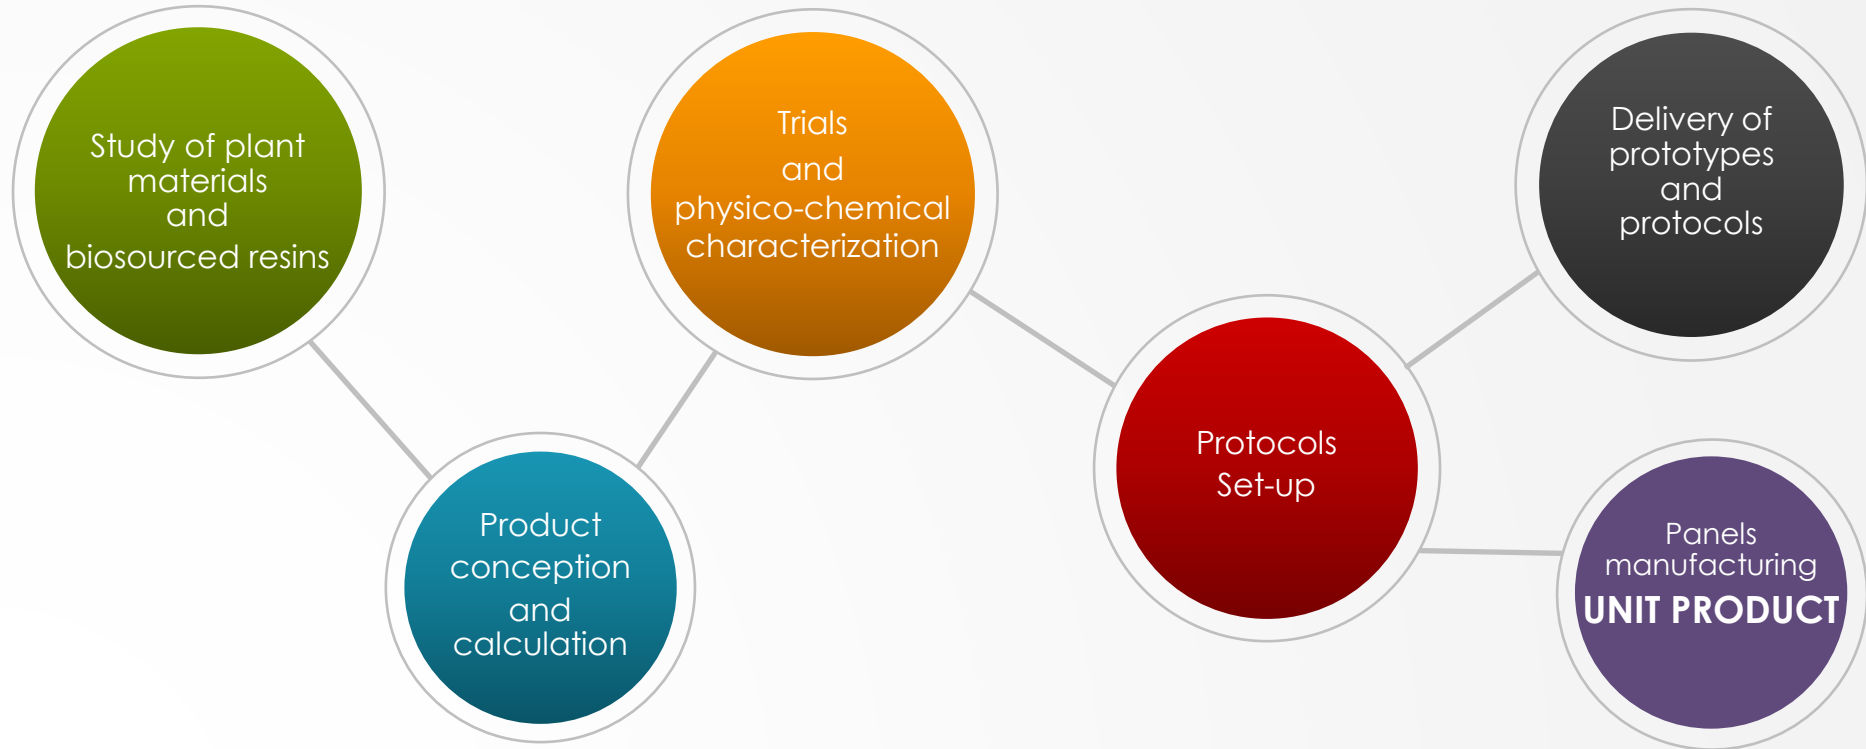 Study of plant
materials
and
biosourced resins
Product
conception
and
calculation
Trials
and
physico-chemical
characterization
Protocols
Set-up
Delivery of
prototypes
and
protocols
Panels
manufacturing
UNIT PRODUCT